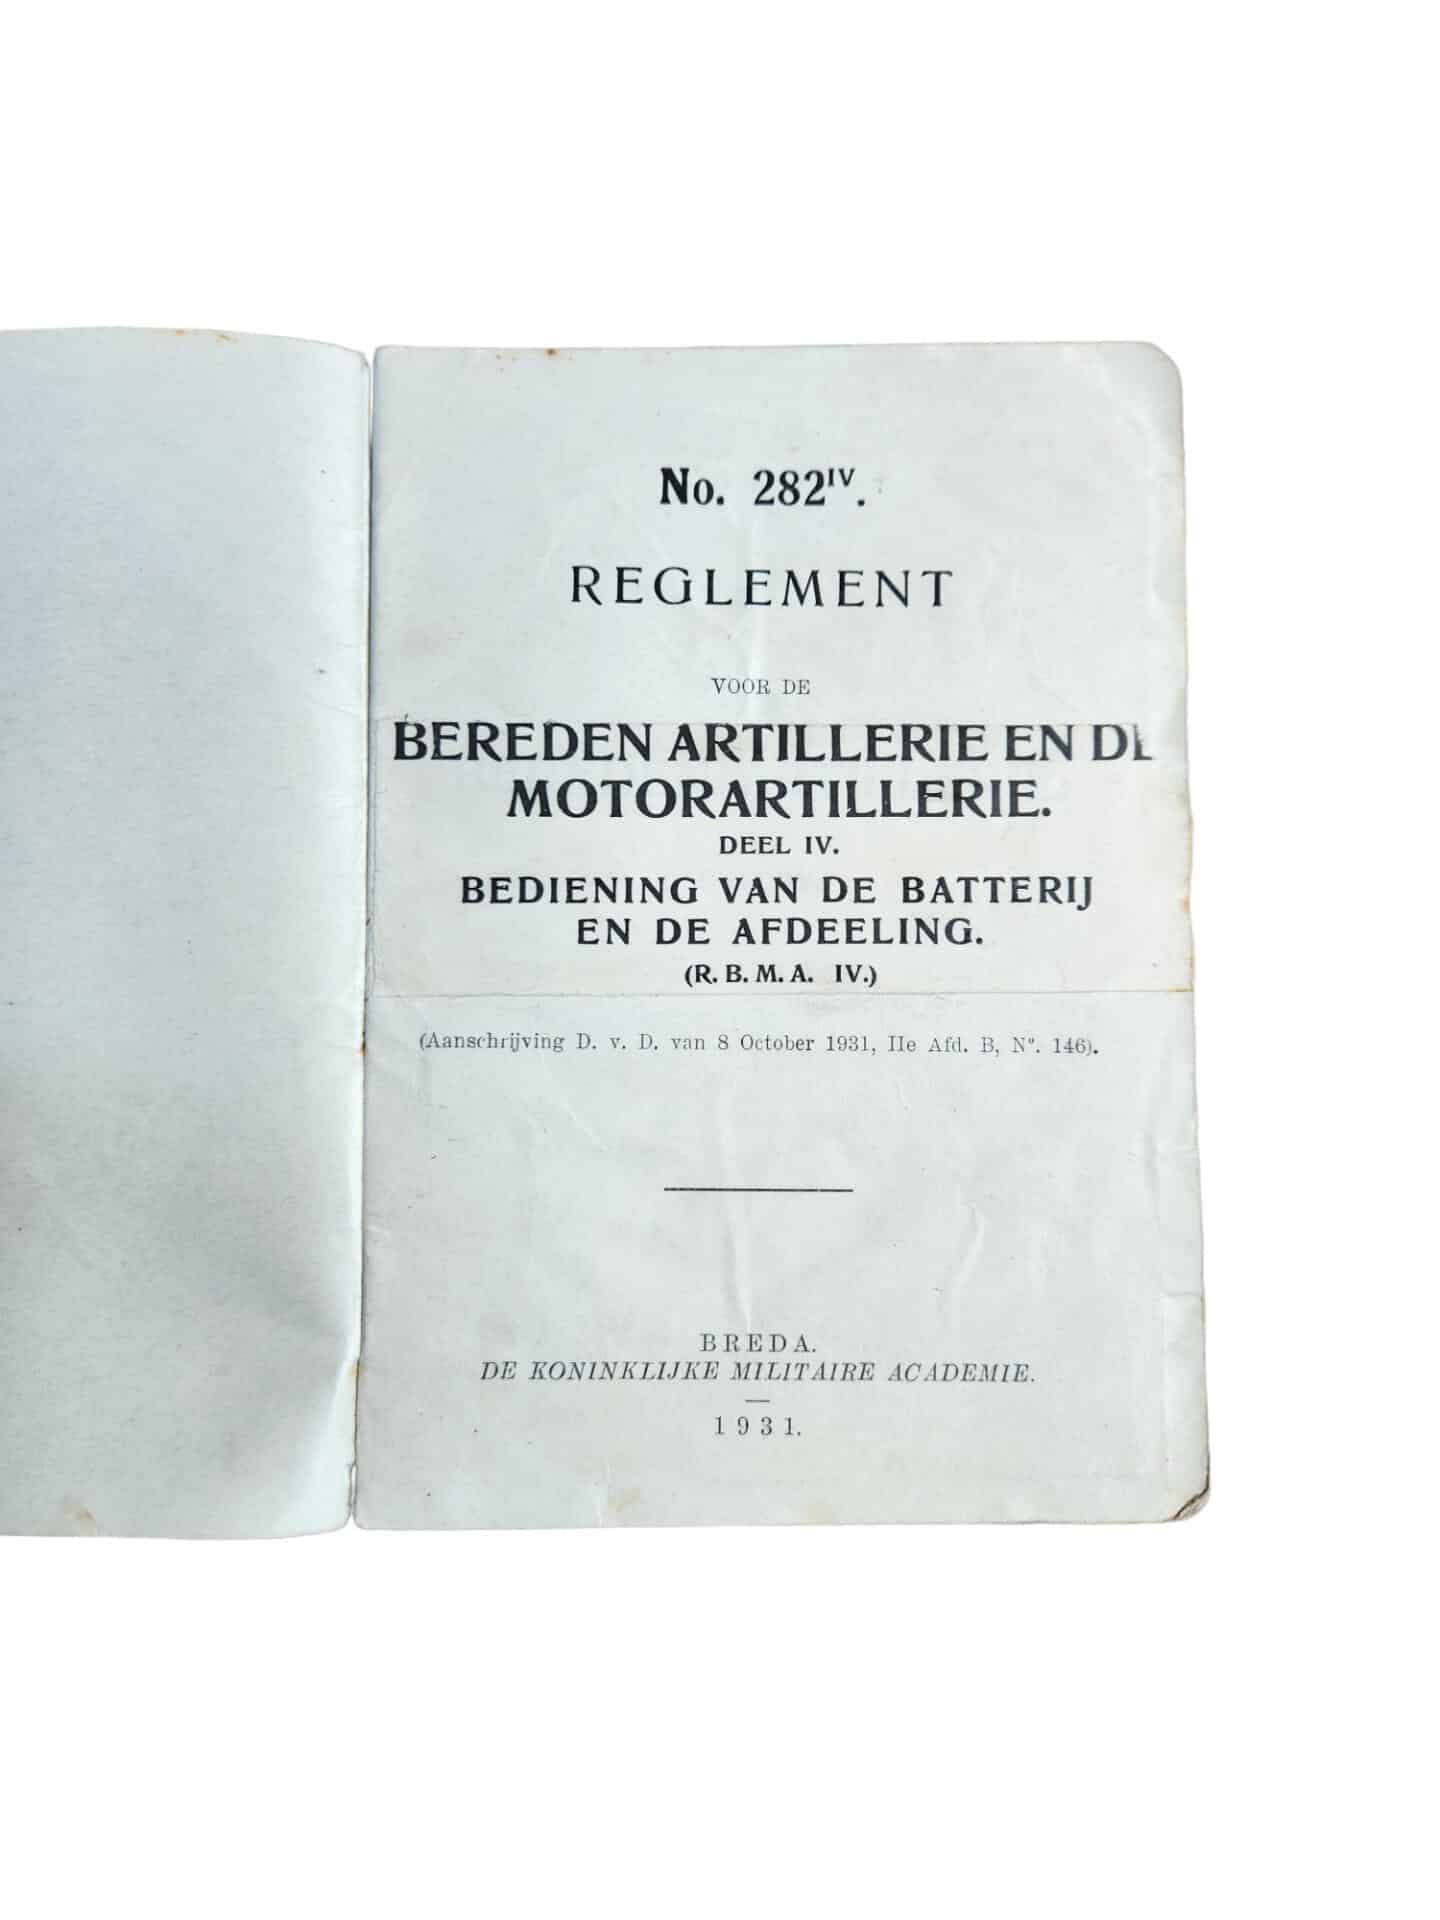 No. 282IV.
REGLEMENT
VOOR DE
BEREDEN ARTILLERIE EN DE
MOTORARTILLERIE.
DEEL IV.
BEDIENING VAN DE BATTERIJ
EN DE AFDEELING.
(R. B. M. A. IV.)
(Aanschrijving D. v. D. van 8 October 1931, IIe Afd. B, N°. 146).
BREDA.
DE KONINKLIJKE MILITAIRE ACADEMIE.
1931.